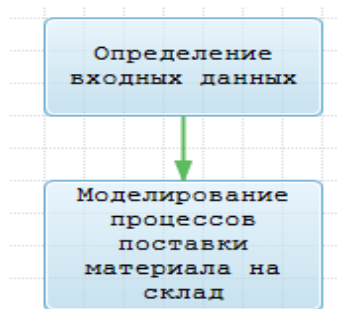 Определение
входных данных
Моделирование
процессов
поставки
материала на
склад